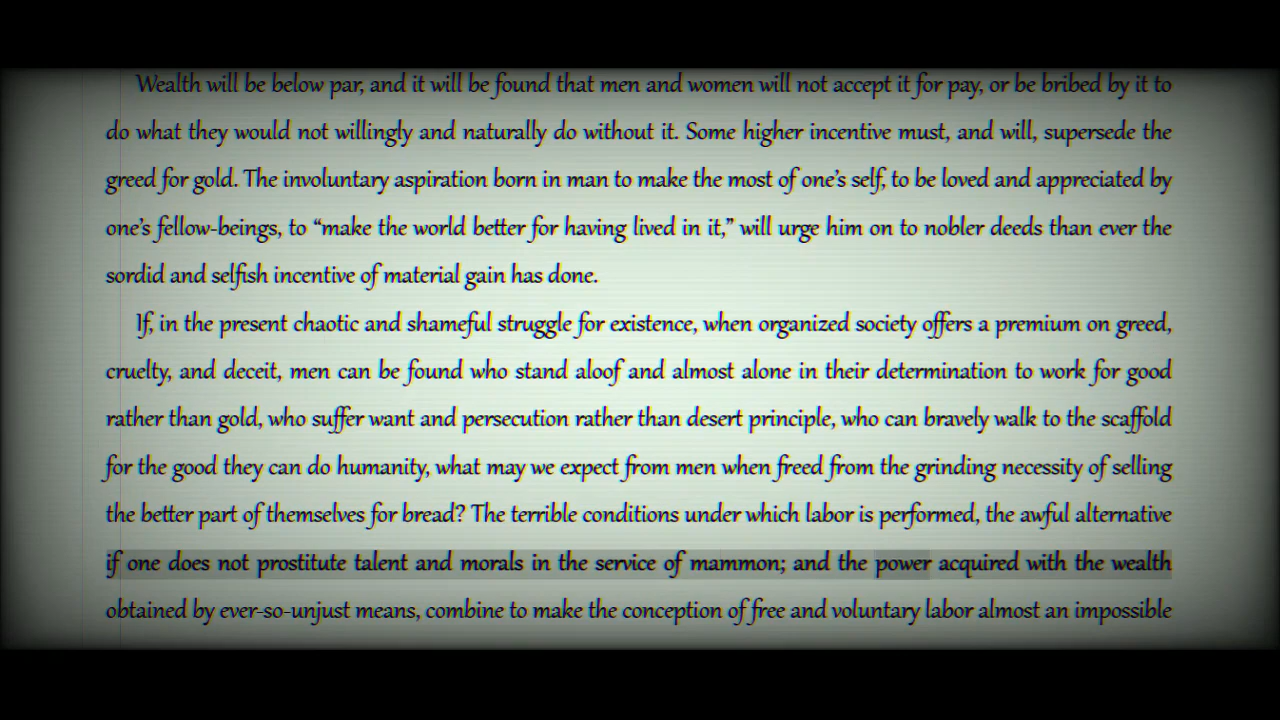 Wealth will be below par, and it will be found that men and women will not accept it for pay, or be bribed by it to
do what they would not willingly and naturally do without it. Some higher incentive must, and will, supersede the
greed for gold. The involuntary aspiration born in man to make the most of one’s self, to be loved and appreciated by
one’s fellow-beings, to “make the world better for having lived in it,” will urge him on to nobler deeds than ever the
sordid and selfish incentive of material gain has done.
If, in the present chaotic and shameful struggle for existence, when organized society offers a premium on greed,
cruelty, and deceit, men can be found who stand aloof and almost alone in their determination to work for good
rather than gold, who suffer want and persecution rather than desert principle, who can bravely walk to the scaffold
for the good they can do humanity, what may we expect from men when freed from the grinding necessity of selling
the better part of themselves for bread? The terrible conditions under which labor is performed, the awful alternative
if one does not prostitute talent and morals in the service of mammon; and the power acquired with the wealth
obtained by ever-so-unjust means, combine to make the conception of free and voluntary labor almost an impossible